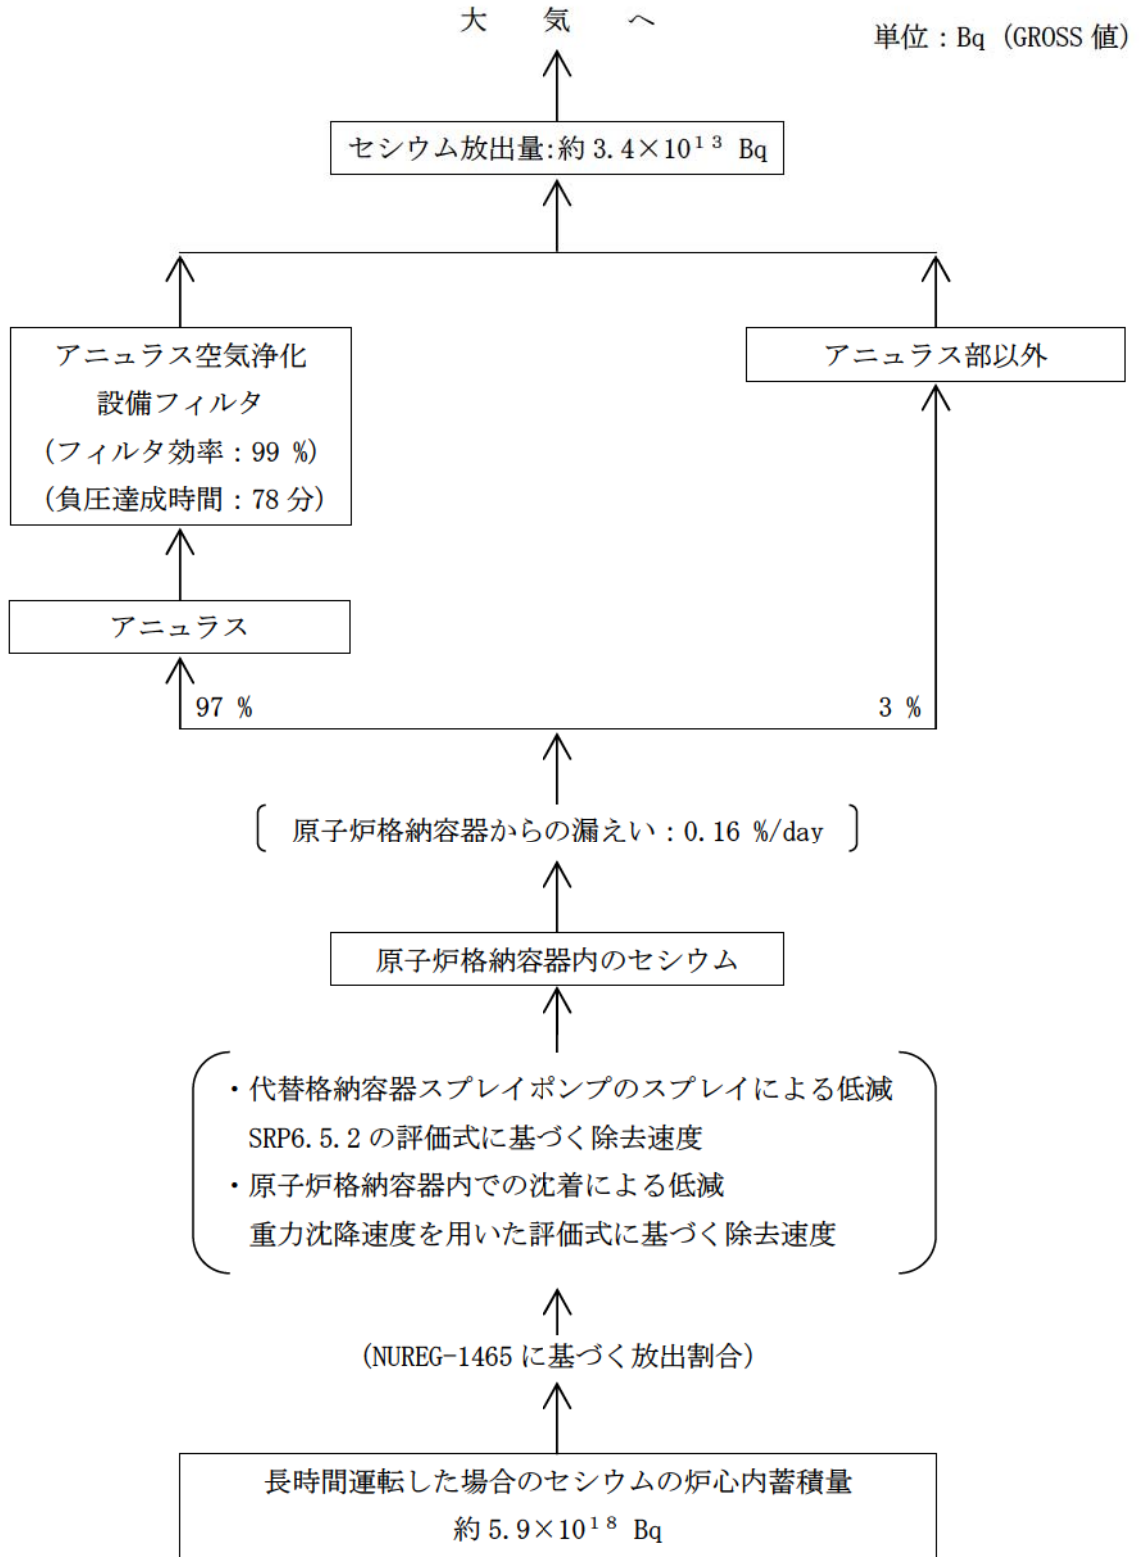 大　気　へ
単位：Bq (GROSS 値)
セシウム放出量:約 3.4×10¹³ Bq
アニュラス空気浄化
設備フィルタ
(フィルタ効率：99 %)
(負圧達成時間：78 分)
アニュラス部以外
アニュラス
97 %
3 %
原子炉格納容器からの漏えい：0.16 %/day
原子炉格納容器内のセシウム
・代替格納容器スプレイポンプのスプレイによる低減
SRP6.5.2 の評価式に基づく除去速度
・原子炉格納容器内での沈着による低減
重力沈降速度を用いた評価式に基づく除去速度
(NUREG-1465 に基づく放出割合)
長時間運転した場合のセシウムの炉心内蓄積量
約 5.9×10¹⁸ Bq